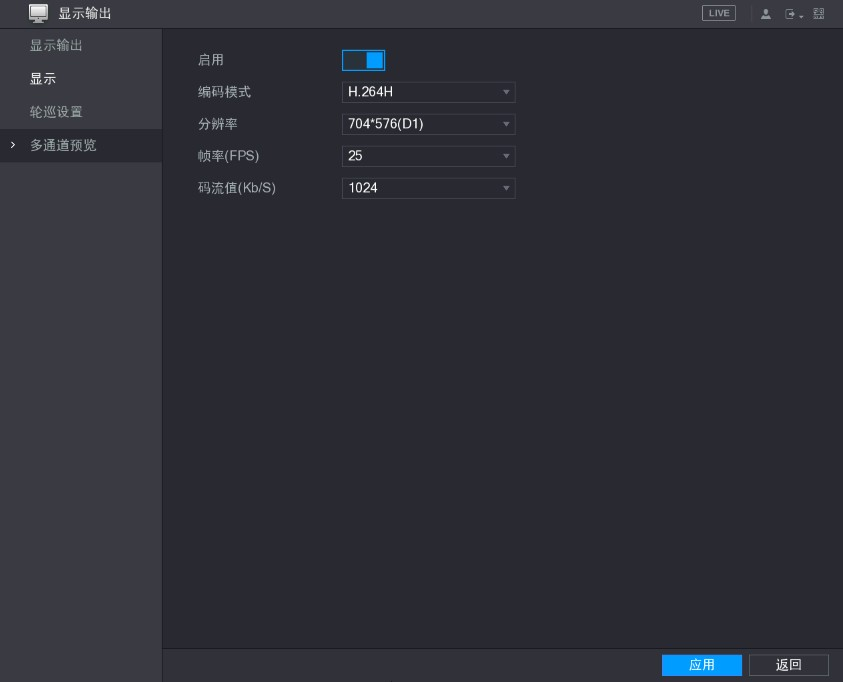 显示输出
LIVE
显示输出
显示
轮巡设置
多通道预览
启用
编码模式 H.264H
分辨率 704*576(D1)
帧率(FPS) 25
码流值(Kb/S) 1024
应用 返回